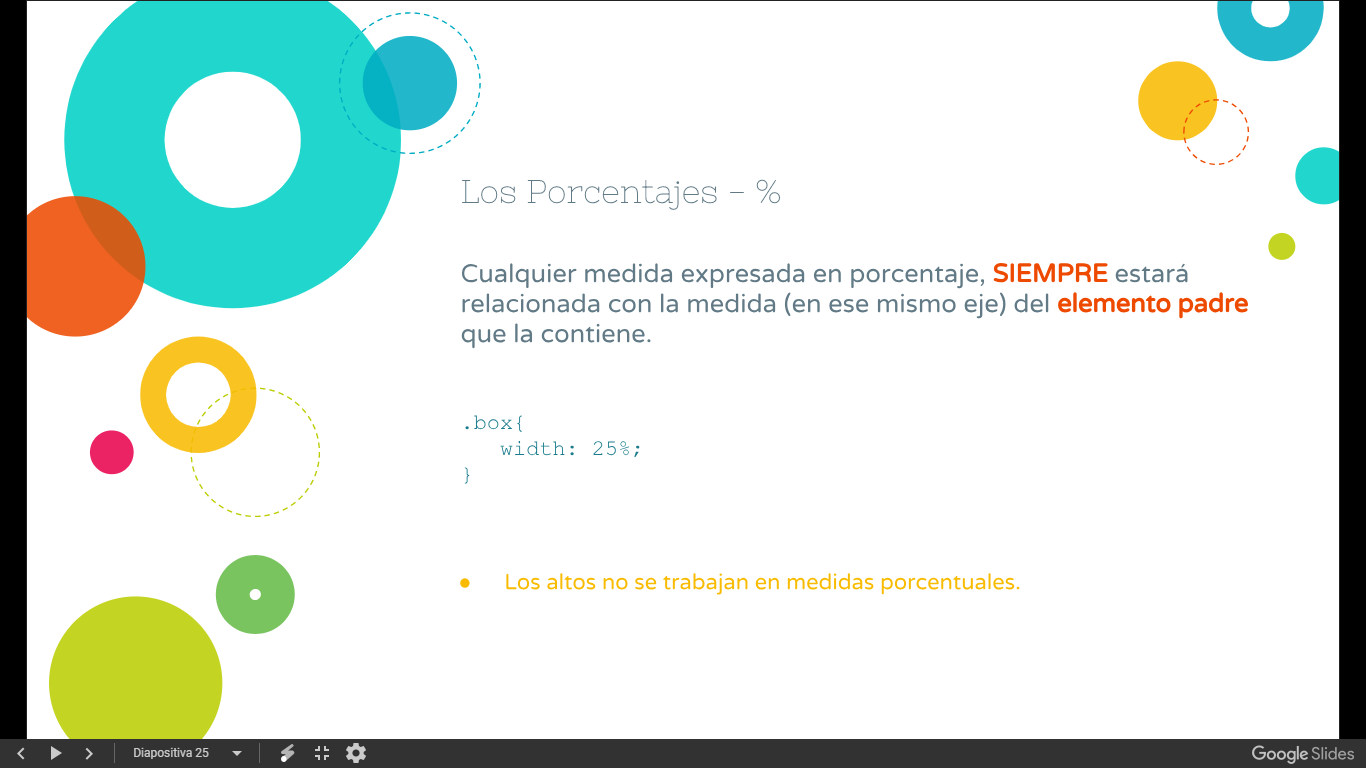 Los Porcentajes - %
Cualquier medida expresada en porcentaje, SIEMPRE estará
relacionada con la medida (en ese mismo eje) del elemento padre
que la contiene.
.box{
   width: 25%;
}
● Los altos no se trabajan en medidas porcentuales.
Diapositiva 25
Google Slides